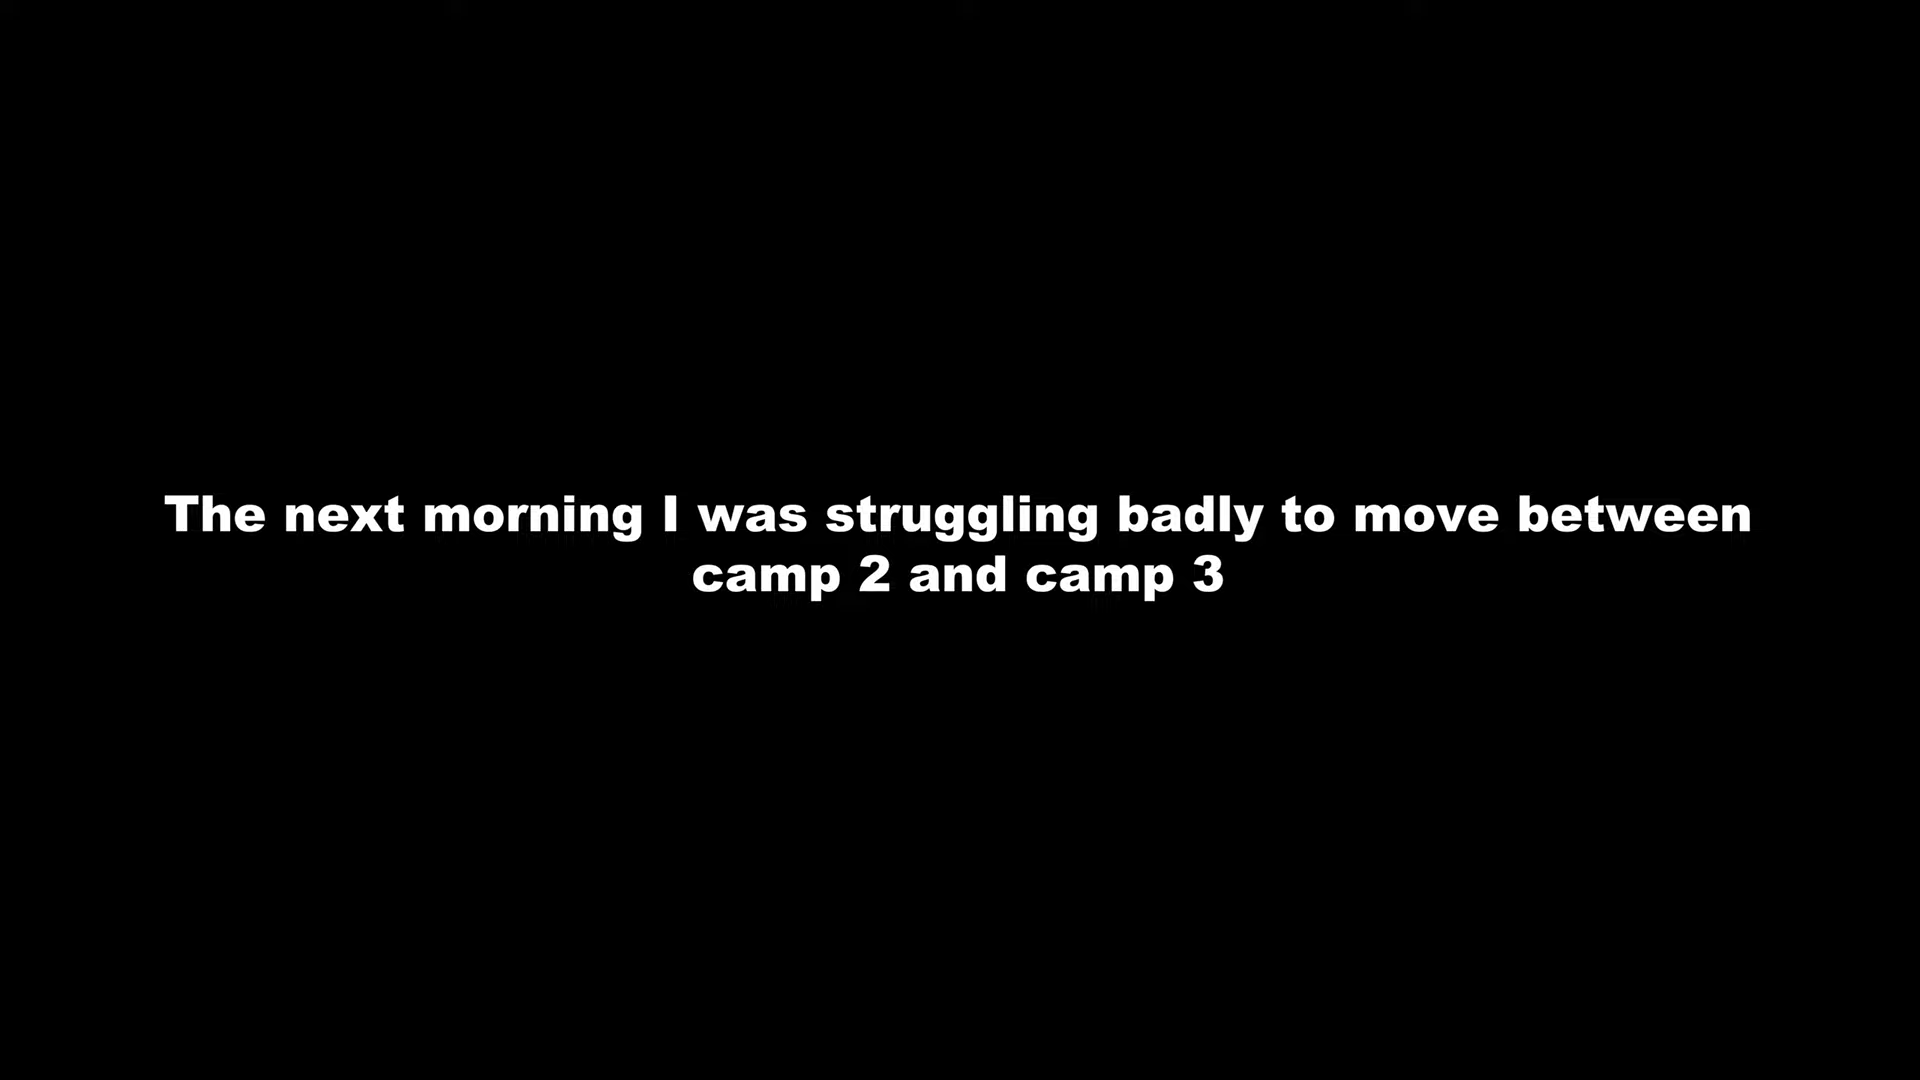 The next morning I was struggling badly to move between
camp 2 and camp 3